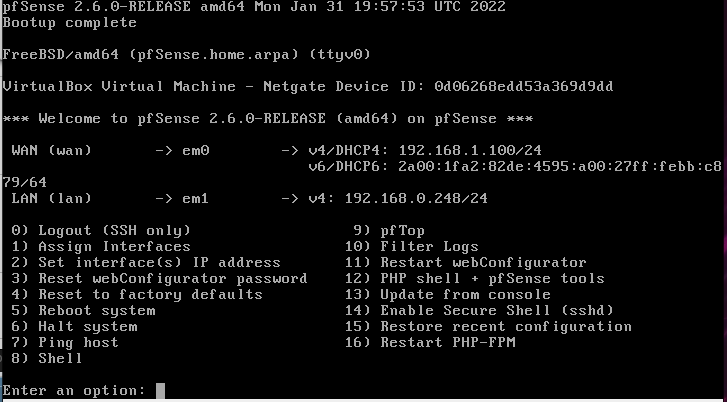 pfSense 2.6.0-RELEASE amd64 Mon Jan 31 19:57:53 UTC 2022
Bootup complete
FreeBSD/amd64 (pfSense.home.arpa) (ttyv0)
VirtualBox Virtual Machine - Netgate Device ID: 0d06268edd53a369d9dd
*** Welcome to pfSense 2.6.0-RELEASE (amd64) on pfSense ***
WAN (wan) -> em0 -> v4/DHCP4: 192.168.1.100/24
v6/DHCP6: 2a00:1fa2:82de:4595:a00:27ff:febb:c8
79/64
LAN (lan) -> em1 -> v4: 192.168.0.248/24
0) Logout (SSH only) 9) pfTop
1) Assign Interfaces 10) Filter Logs
2) Set interface(s) IP address 11) Restart webConfigurator
3) Reset webConfigurator password 12) PHP shell + pfSense tools
4) Reset to factory defaults 13) Update from console
5) Reboot system 14) Enable Secure Shell (sshd)
6) Halt system 15) Restore recent configuration
7) Ping host 16) Restart PHP-FPM
8) Shell
Enter an option: